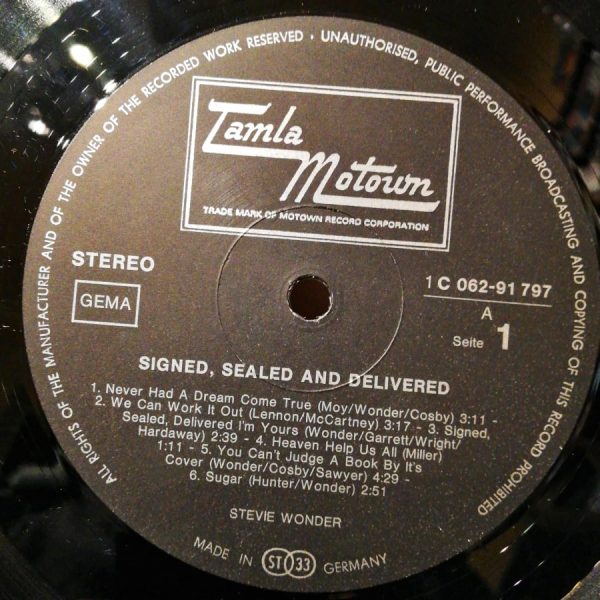 ALL RIGHTS OF THE MANUFACTURER AND OF THE OWNER OF THE RECORDED WORK RESERVED · UNAUTHORISED, PUBLIC PERFORMANCE BROADCASTING AND COPYING OF THIS RECORD PROHIBITED
Tamla
Motown
TRADE MARK OF MOTOWN RECORD CORPORATION
STEREO
GEMA
1 C 062-91 797
A
Seite 1
SIGNED, SEALED AND DELIVERED
1. Never Had A Dream Come True (Moy/Wonder/Cosby) 3:11 -
2. We Can Work It Out (Lennon/McCartney) 3:17 - 3. Signed,
Sealed, Delivered I'm Yours (Wonder/Garrett/Wright/
Hardaway) 2:39 - 4. Heaven Help Us All (Miller)
1:11 - 5. You Can't Judge A Book By It's
Cover (Wonder/Cosby/Sawyer) 4:29 -
6. Sugar (Hunter/Wonder) 2:51
STEVIE WONDER
MADE IN ST 33 GERMANY